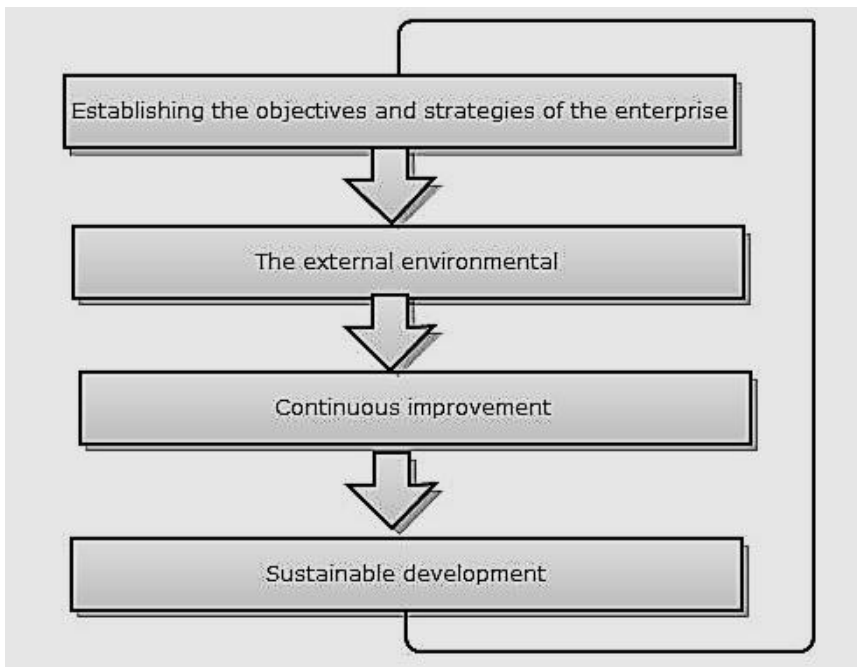 Establishing the objectives and strategies of the enterprise
The external environmental
Continuous improvement
Sustainable development